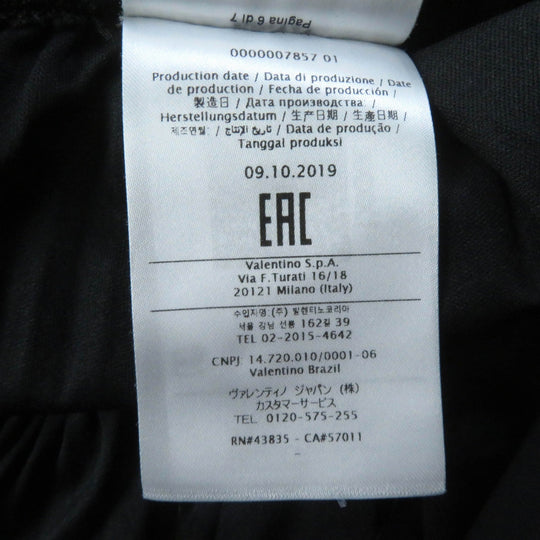 Pagina 6 di 7
0000007857 01
Production date / Data di produzione / Date
de production / Fecha de producción /
製造日 / Дата производства /
Herstellungsdatum / 生产日期 / 生產日期 /
제조연월 / تاريخ الإنتاج / Data de produção /
Tanggal produksi
09.10.2019
EAC
Valentino S.p.A.
Via F.Turati 16/18
20121 Milano (Italy)
수입자명:(주) 발렌티노코리아
서울 강남 선릉 162길 39
TEL 02-2015-4642
CNPJ: 14.720.010/0001-06
Valentino Brazil
ヴァレンティノ ジャパン (株)
カスタマーサービス
TEL 0120-575-255
RN#43835 - CA#57011
-